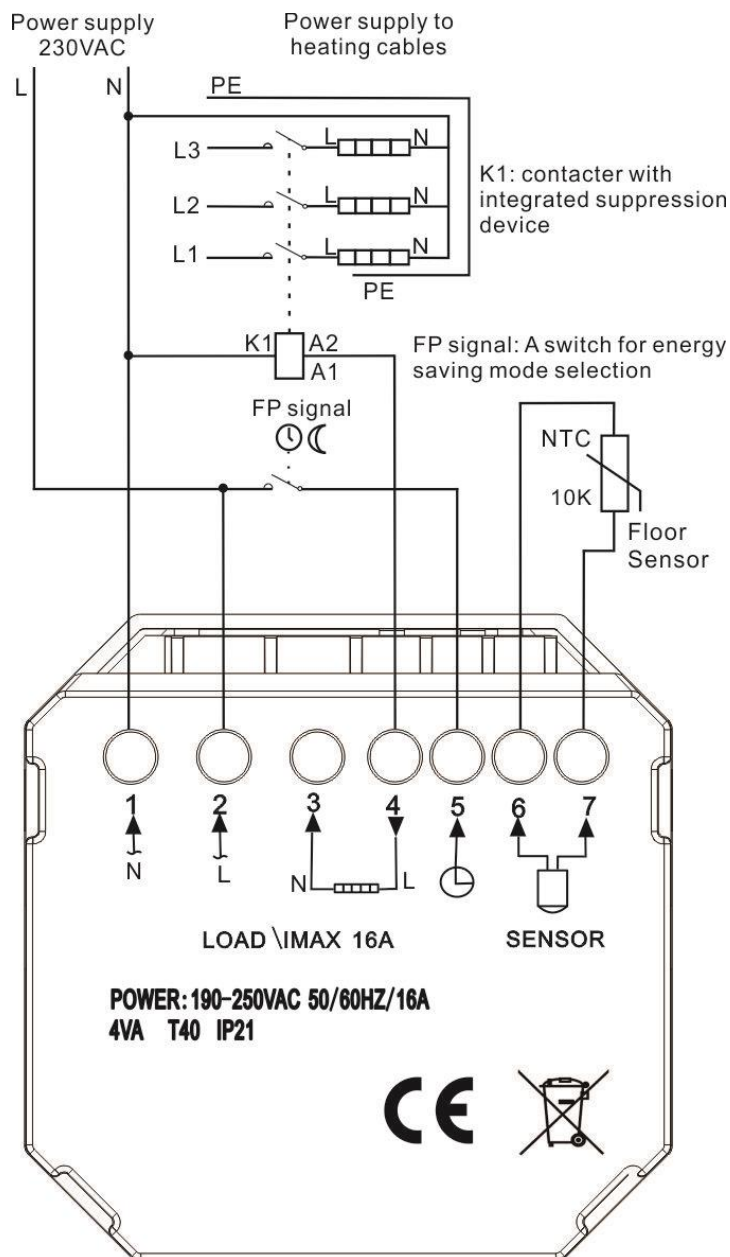 Power supply
230VAC
Power supply to
heating cables
L
N
PE
L3
L
N
L2
L
N
L1
L
N
PE
K1: contacter with
integrated suppression
device
K1
A2
A1
FP signal: A switch for energy
saving mode selection
FP signal
NTC
10K
Floor
Sensor
1
2
3
4
5
6
7
N
L
N
L
LOAD \IMAX 16A
SENSOR
POWER: 190-250VAC 50/60HZ/16A
4VA T40 IP21
CE